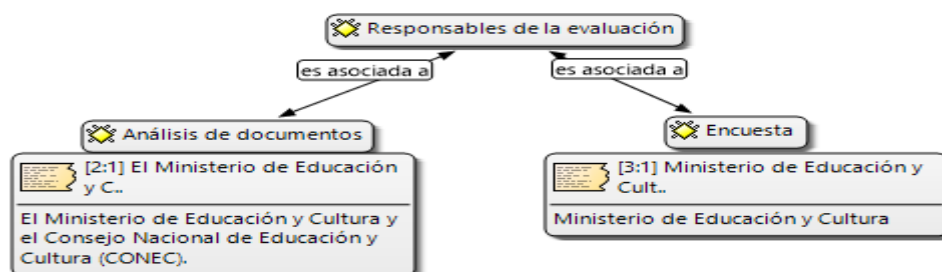 Responsables de la evaluación
es asociada a
es asociada a
Análisis de documentos
Encuesta
[2:1] El Ministerio de Educación
y C..
El Ministerio de Educación y Cultura y
el Consejo Nacional de Educación y
Cultura (CONEC).
[3:1] Ministerio de Educación y
Cult..
Ministerio de Educación y Cultura